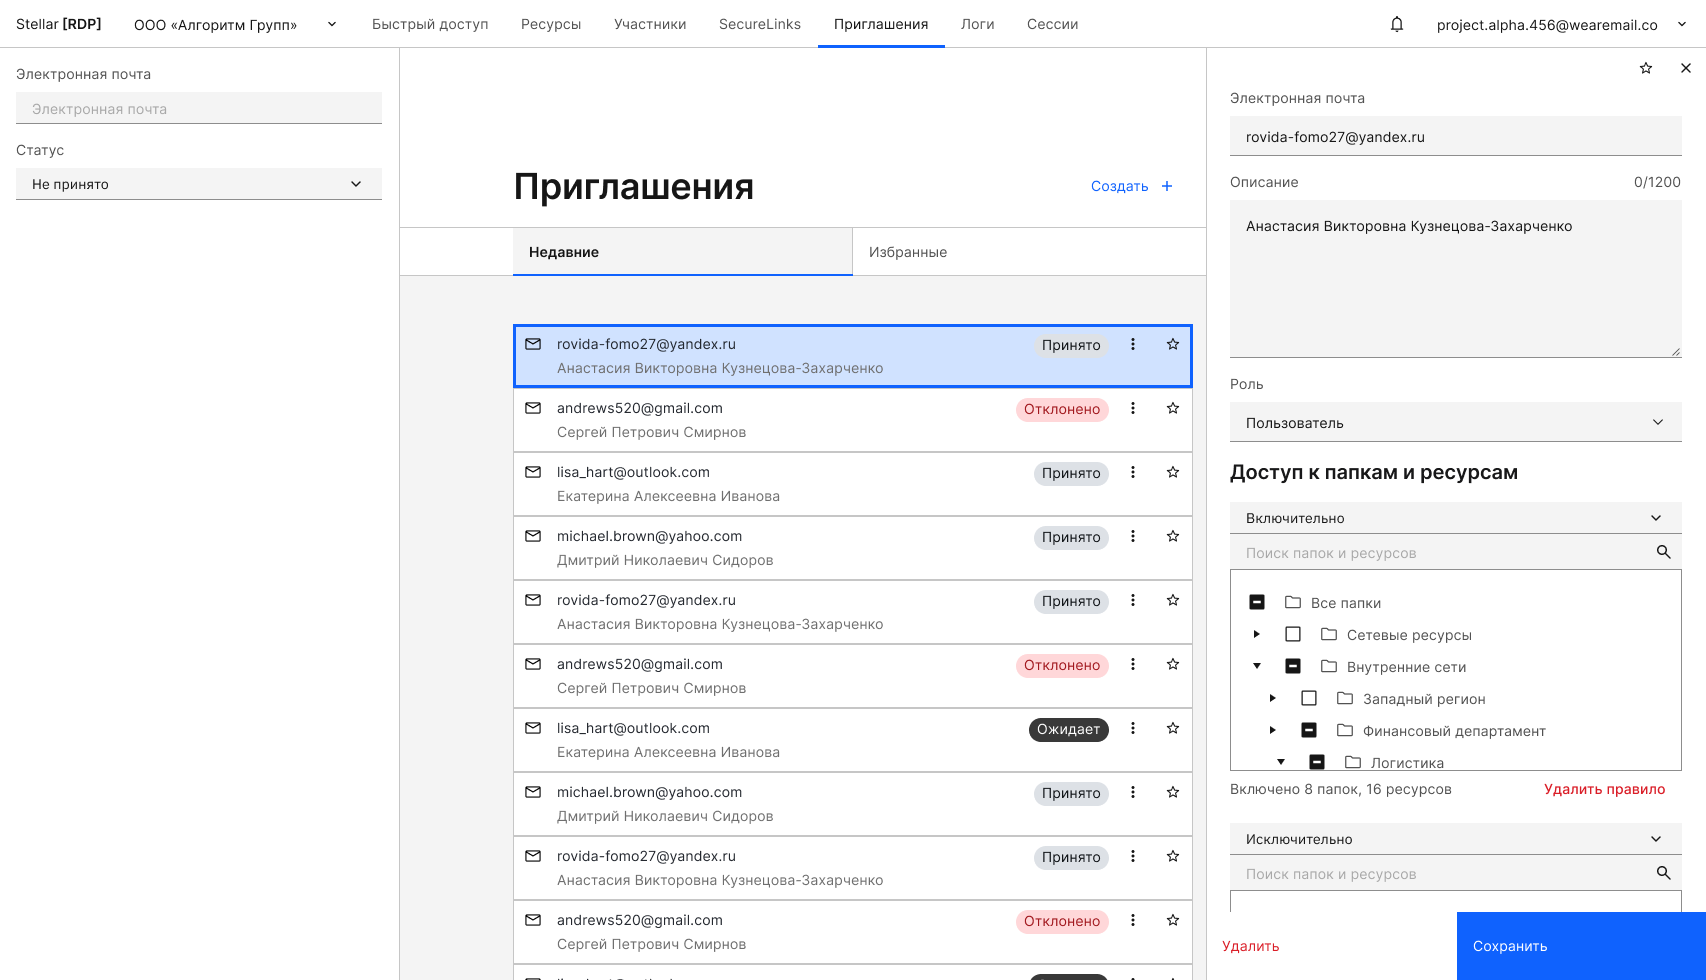 Stellar [RDP]
ООО «Алгоритм Групп»
Быстрый доступ
Ресурсы
Участники
SecureLinks
Приглашения
Логи
Сессии
project.alpha.456@wearemail.co
Электронная почта
Электронная почта
Статус
Не принято
Приглашения
Создать +
Недавние
Избранные
rovida-fomo27@yandex.ru
Принято
Анастасия Викторовна Кузнецова-Захарченко
andrews520@gmail.com
Отклонено
Сергей Петрович Смирнов
lisa_hart@outlook.com
Принято
Екатерина Алексеевна Иванова
michael.brown@yahoo.com
Принято
Дмитрий Николаевич Сидоров
rovida-fomo27@yandex.ru
Принято
Анастасия Викторовна Кузнецова-Захарченко
andrews520@gmail.com
Отклонено
Сергей Петрович Смирнов
lisa_hart@outlook.com
Ожидает
Екатерина Алексеевна Иванова
michael.brown@yahoo.com
Принято
Дмитрий Николаевич Сидоров
rovida-fomo27@yandex.ru
Принято
Анастасия Викторовна Кузнецова-Захарченко
andrews520@gmail.com
Отклонено
Сергей Петрович Смирнов
Электронная почта
rovida-fomo27@yandex.ru
Описание
0/1200
Анастасия Викторовна Кузнецова-Захарченко
Роль
Пользователь
Доступ к папкам и ресурсам
Включительно
Поиск папок и ресурсов
Все папки
Сетевые ресурсы
Внутренние сети
Западный регион
Финансовый департамент
Логистика
Включено 8 папок, 16 ресурсов
Удалить правило
Исключительно
Поиск папок и ресурсов
Удалить
Сохранить